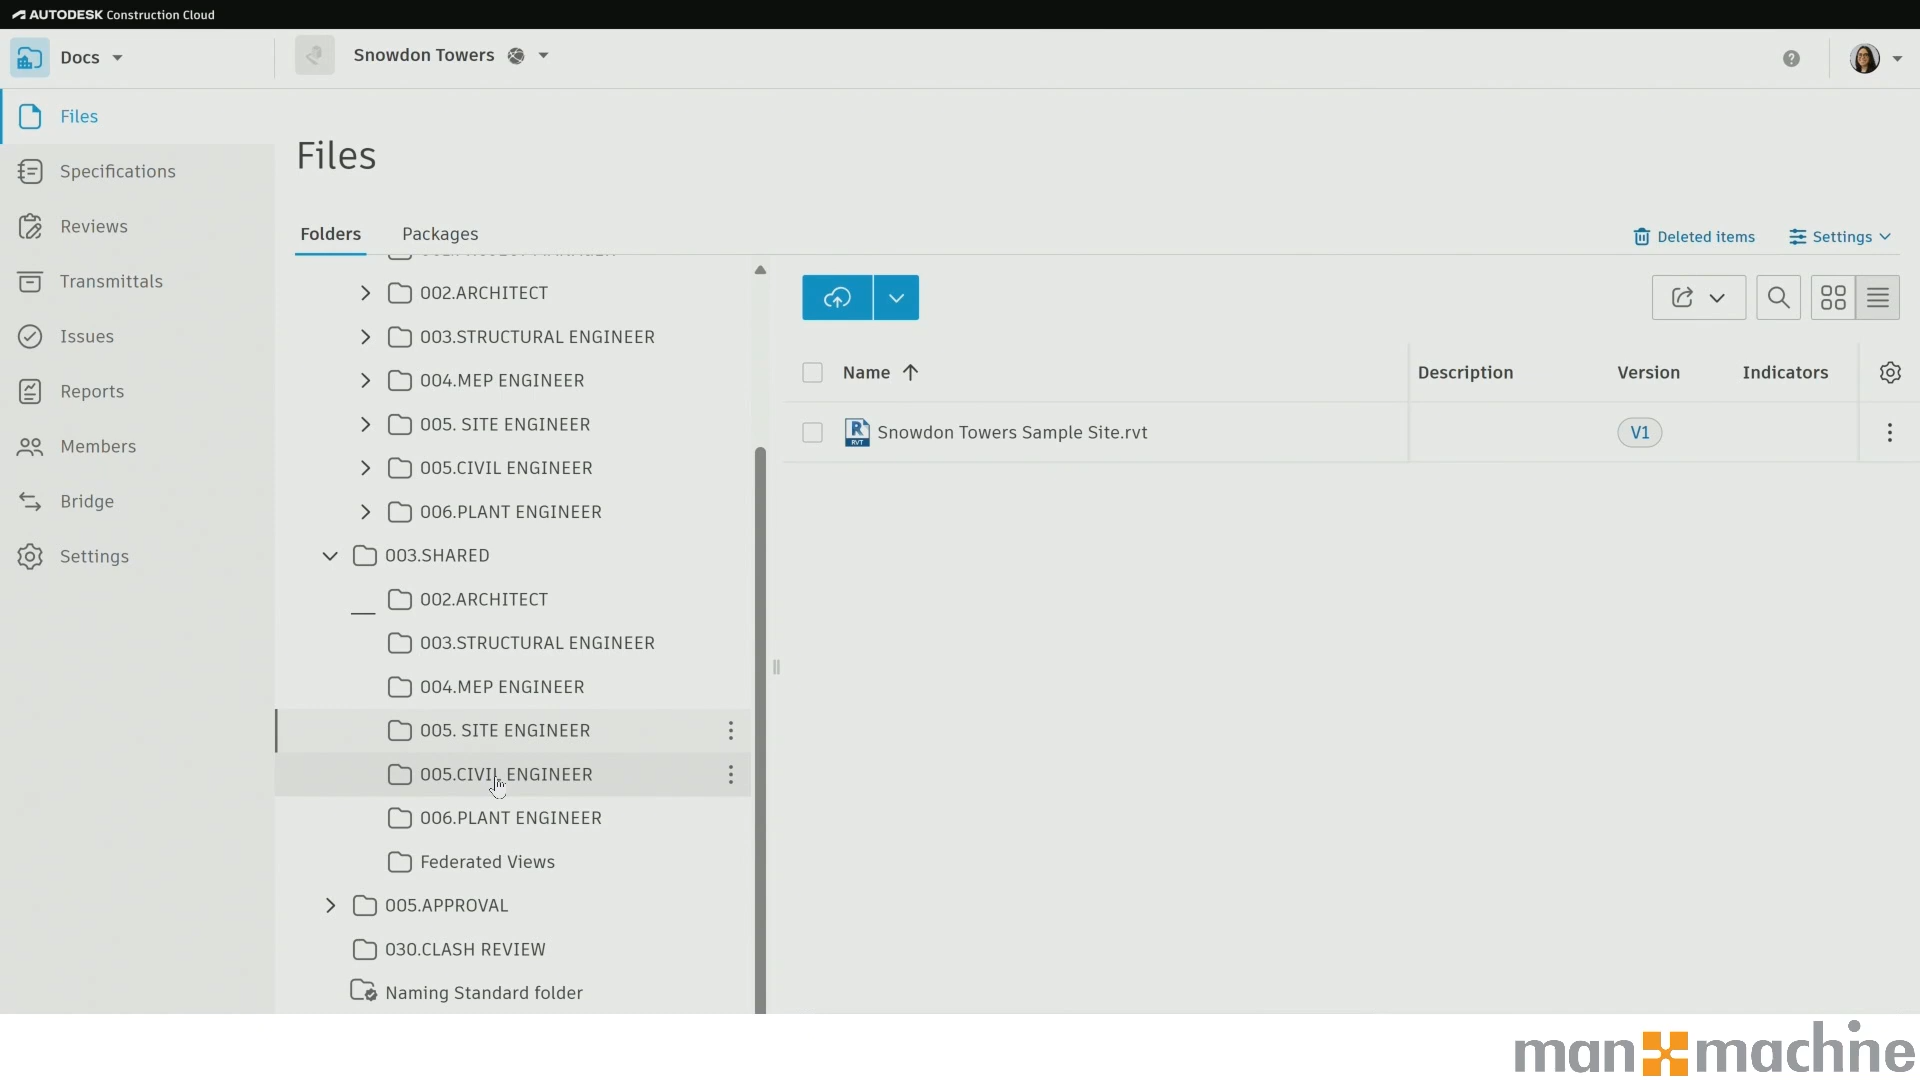 AUTODESK Construction Cloud
Docs
Snowdon Towers
Files
Specifications
Reviews
Transmittals
Issues
Reports
Members
Bridge
Settings
Files
Folders
Packages
Deleted items
Settings
002.ARCHITECT
003.STRUCTURAL ENGINEER
004.MEP ENGINEER
005. SITE ENGINEER
005.CIVIL ENGINEER
006.PLANT ENGINEER
003.SHARED
002.ARCHITECT
003.STRUCTURAL ENGINEER
004.MEP ENGINEER
005. SITE ENGINEER
005.CIVIL ENGINEER
006.PLANT ENGINEER
Federated Views
005.APPROVAL
030.CLASH REVIEW
Naming Standard folder
Name
Description
Version
Indicators
R RVT
Snowdon Towers Sample Site.rvt
V1
man machine